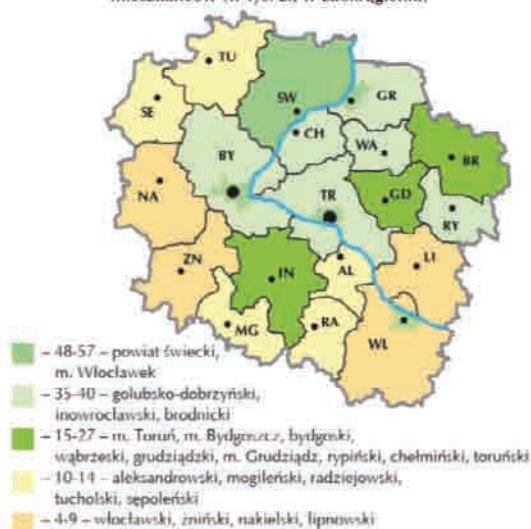 TU
SE
SW
GR
CH
WA
BY
BR
NA
TR
GD
RY
ZN
IN
AL
LI
MG
RA
WL
– 48-57 – powiat świecki,
m. Włocławek
– 35-40 – golubsko-dobrzyński,
inowrocławski, brodnicki
– 15-27 – m. Toruń, m. Bydgoszcz, bydgoski,
wąbrzeski, grudziądzki, m. Grudziądz, rypiński, chełmiński, toruński
– 10-14 – aleksandrowski, mogileński, radziejowski,
tucholski, sępoleński
– 4-9 – włocławski, żniński, nakielski, lipnowski